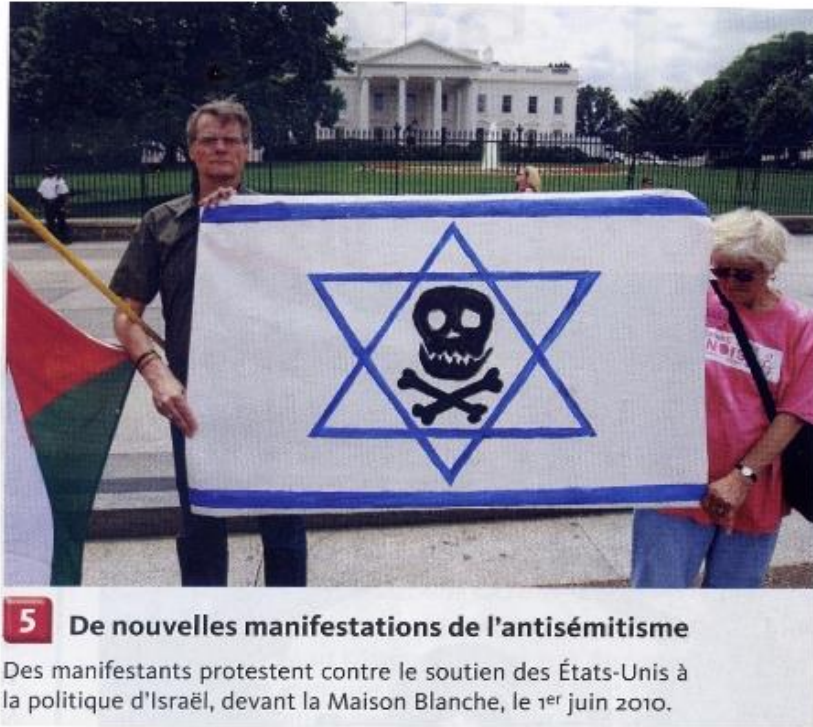 NOIS
5 De nouvelles manifestations de l'antisémitisme
Des manifestants protestent contre le soutien des États-Unis à
la politique d'Israël, devant la Maison Blanche, le 1er juin 2010.